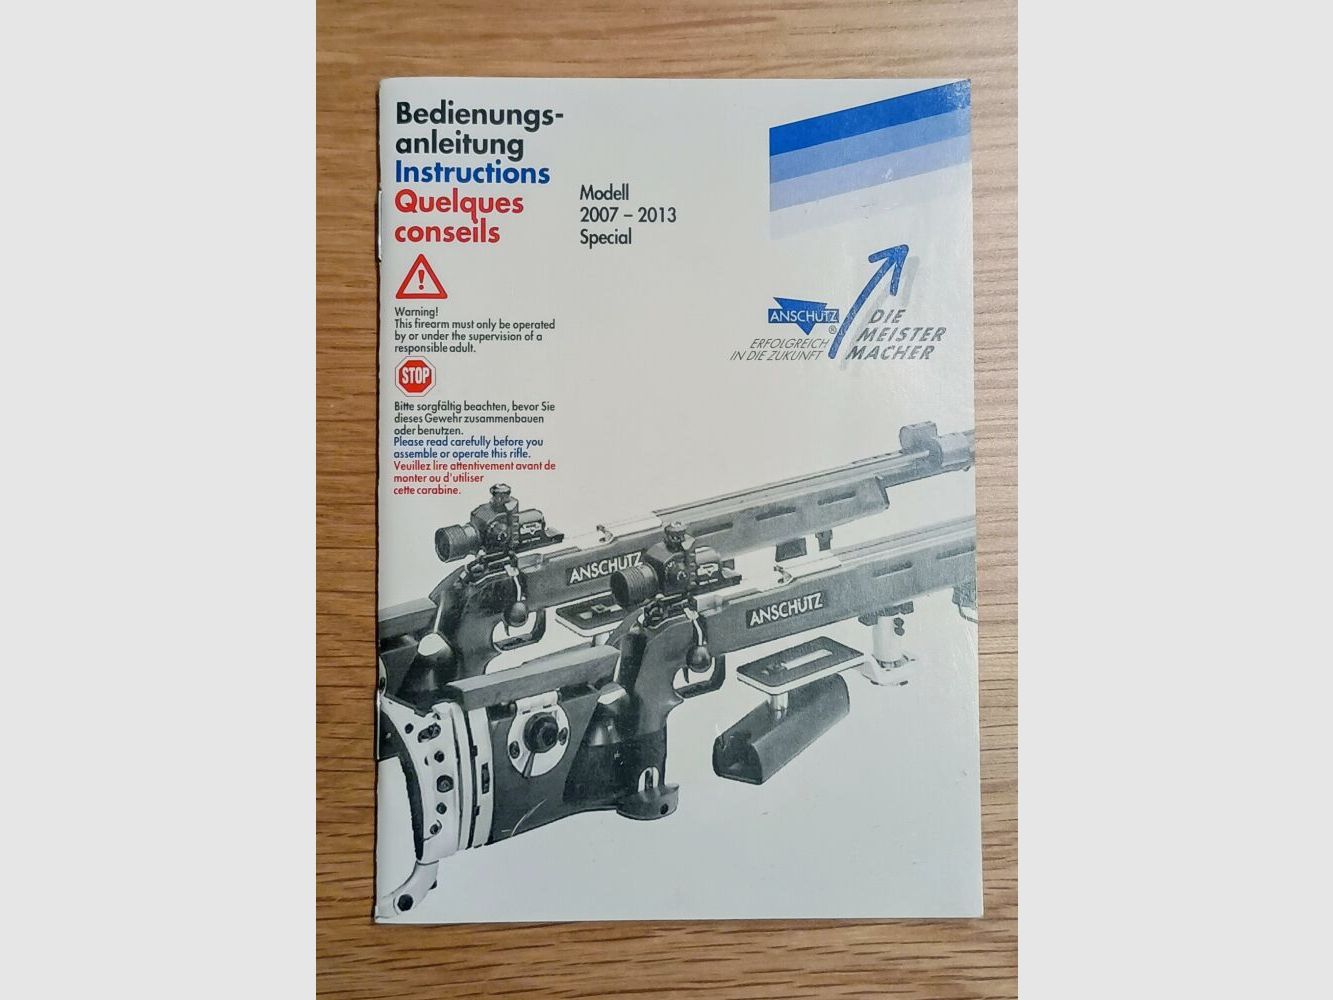 Bedienungs-
anleitung
Instructions
Quelques
conseils
Modell
2007 – 2013
Special
Warning!
This firearm must only be operated
by or under the supervision of a
responsible adult.
STOP
Bitte sorgfältig beachten, bevor Sie
dieses Gewehr zusammenbauen
oder benutzen.
Please read carefully before you
assemble or operate this rifle.
Veuillez lire attentivement avant de
monter ou d'utiliser
cette carabine.
ANSCHÜTZ
®
ERFOLGREICH
IN DIE ZUKUNFT
DIE
MEISTER
MACHER
ANSCHÜTZ
ANSCHÜTZ